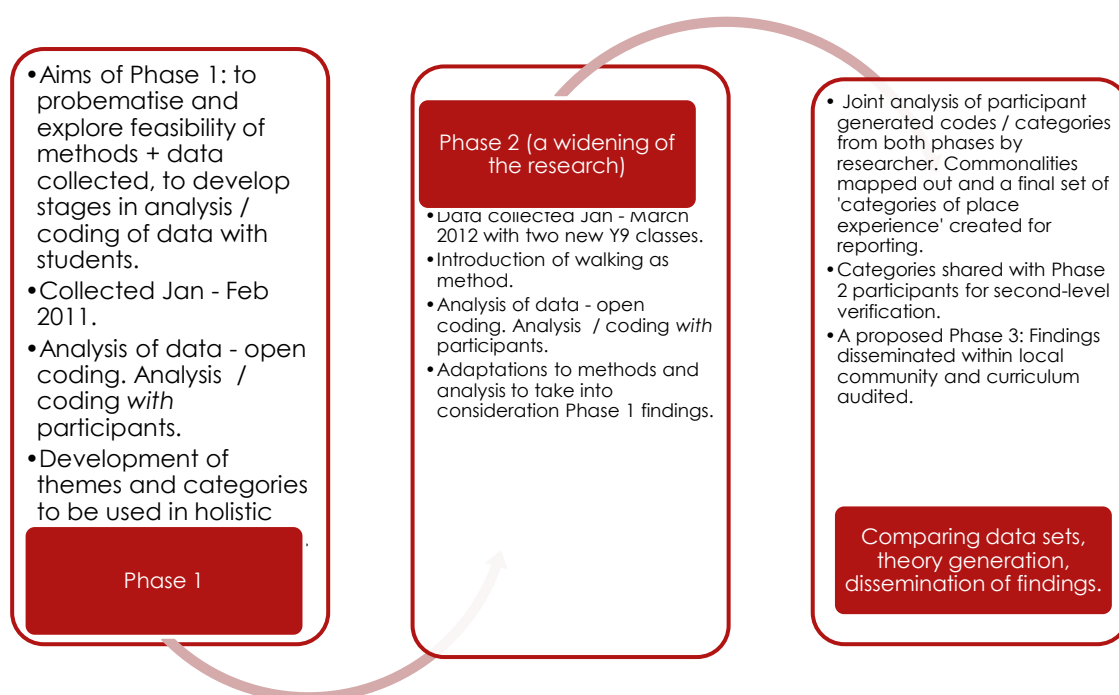 •Aims of Phase 1: to
probematise and
explore feasibility of
methods + data
collected, to develop
stages in analysis /
coding of data with
students.
•Collected Jan - Feb
2011.
•Analysis of data - open
coding. Analysis /
coding with
participants.
•Development of
themes and categories
to be used in holistic
Phase 1
Phase 2 (a widening of
the research)
•Data collected Jan - March
2012 with two new Y9 classes.
•Introduction of walking as
method.
•Analysis of data - open
coding. Analysis / coding with
participants.
•Adaptations to methods and
analysis to take into
consideration Phase 1 findings.
• Joint analysis of participant
generated codes / categories
from both phases by
researcher. Commonalities
mapped out and a final set of
'categories of place
experience' created for
reporting.
•Categories shared with Phase
2 participants for second-level
verification.
•A proposed Phase 3: Findings
disseminated within local
community and curriculum
audited.
Comparing data sets,
theory generation,
dissemination of findings.